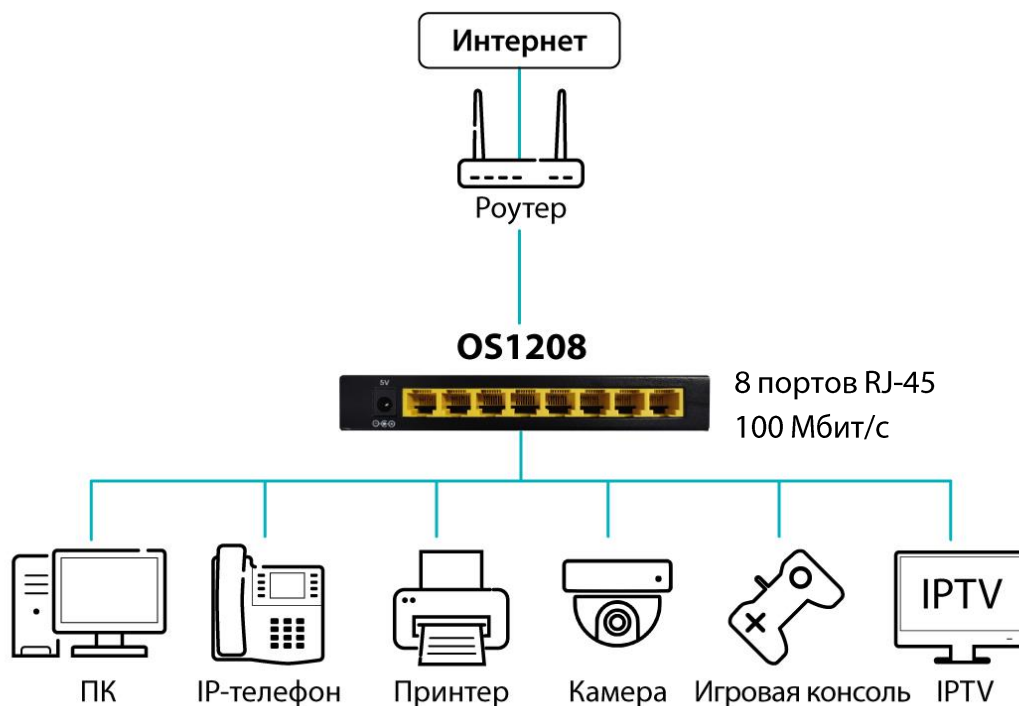 Интернет
Роутер
OS1208
5V
8 портов RJ-45
100 Мбит/с
IPTV
ПК
IP-телефон
Принтер
Камера
Игровая консоль
IPTV